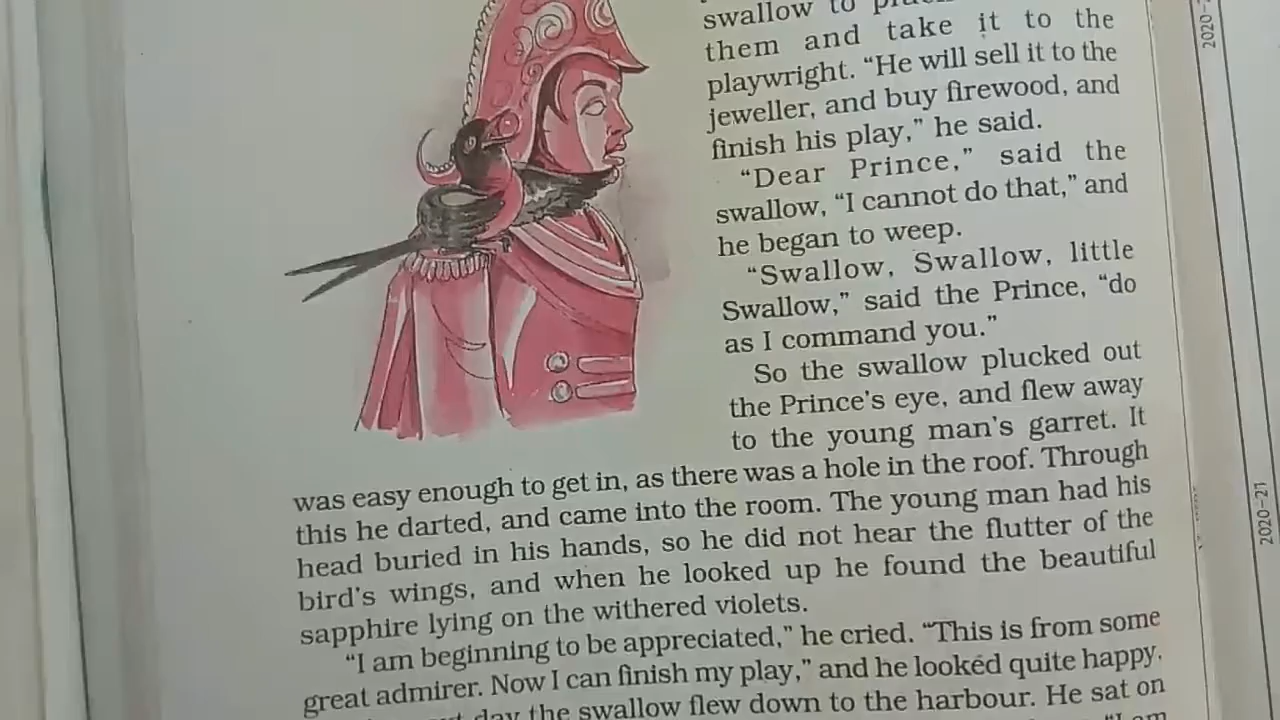 swallow to
them and take it to the
playwright. “He will sell it to the
jeweller, and buy firewood, and
finish his play,” he said.
“Dear Prince,” said the
swallow, “I cannot do that,” and
he began to weep.
“Swallow, Swallow, little
Swallow,” said the Prince, “do
as I command you.”
So the swallow plucked out
the Prince’s eye, and flew away
to the young man’s garret. It
was easy enough to get in, as there was a hole in the roof. Through
this he darted, and came into the room. The young man had his
head buried in his hands, so he did not hear the flutter of the
bird’s wings, and when he looked up he found the beautiful
sapphire lying on the withered violets.
“I am beginning to be appreciated,” he cried. “This is from some
great admirer. Now I can finish my play,” and he looked quite happy.
day the swallow flew down to the harbour. He sat on
“I am
2020-21